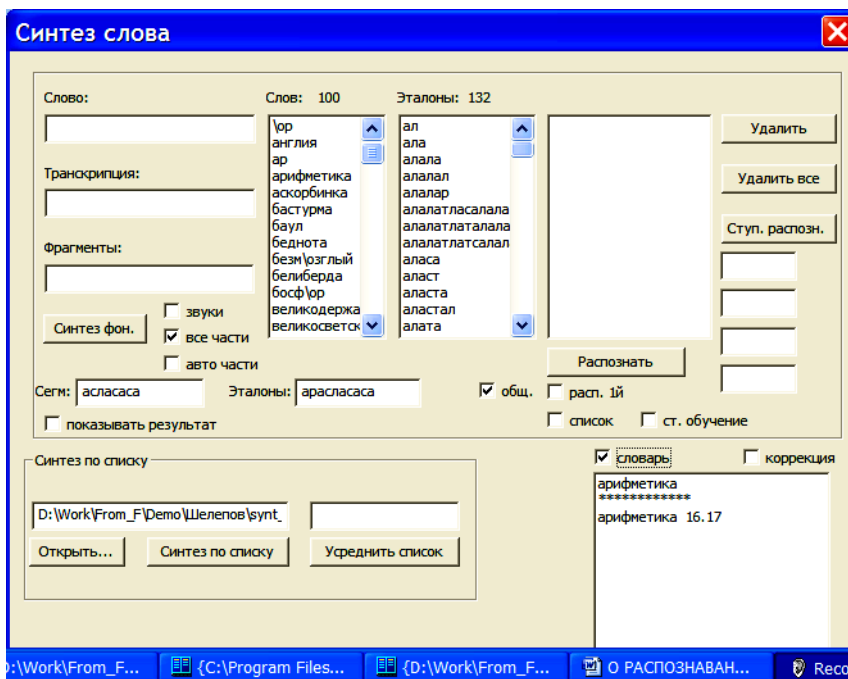 Синтез слова
Слово:
Транскрипция:
Фрагменты:
Синтез фон.
звуки
все части
авто части
Слов: 100
\ор
англия
ар
арифметика
аскорбинка
бастурма
баул
беднота
безм\озглый
белиберда
босф\ор
великодержа
великосветск
Эталоны: 132
ал
ала
алала
алалал
алалар
алалатласалала
алалатлаталала
алалатлатсалал
аласа
аласт
аласта
аластал
алата
Удалить
Удалить все
Ступ. распозн.
Распознать
Сегм: асласаса
Эталоны: арасласаса
общ.
расп. 1й
показывать результат
список
ст. обучение
Синтез по списку
D:\Work\From_F\Demo\Шелепов\synt_
Открыть...
Синтез по списку
Усреднить список
словарь
коррекция
арифметика
************
арифметика 16.17
D:\Work\From_F...
{C:\Program Files...
{D:\Work\From_F...
О РАСПОЗНАВАН...
Reco